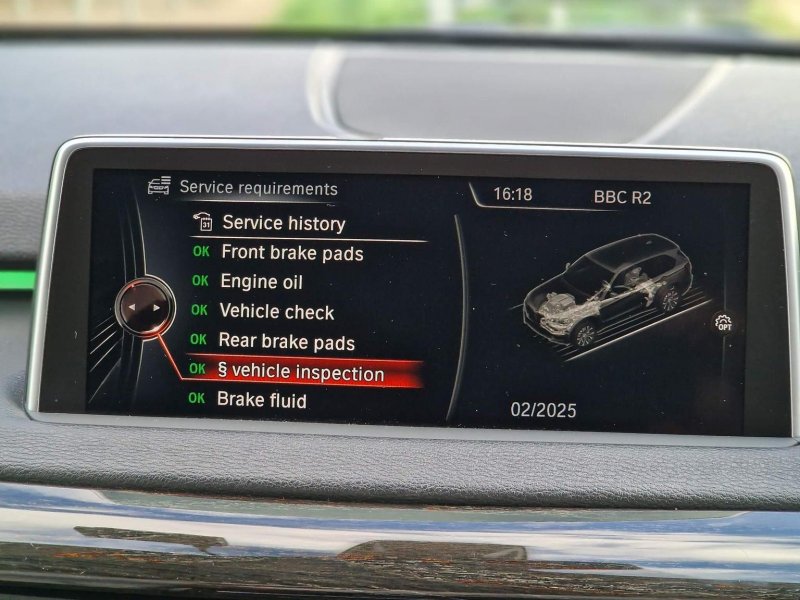 Service requirements
16:18 BBC R2
31 Service history
OK Front brake pads
OK Engine oil
OK Vehicle check
OK Rear brake pads
OK § vehicle inspection
OK Brake fluid
OPT
02/2025